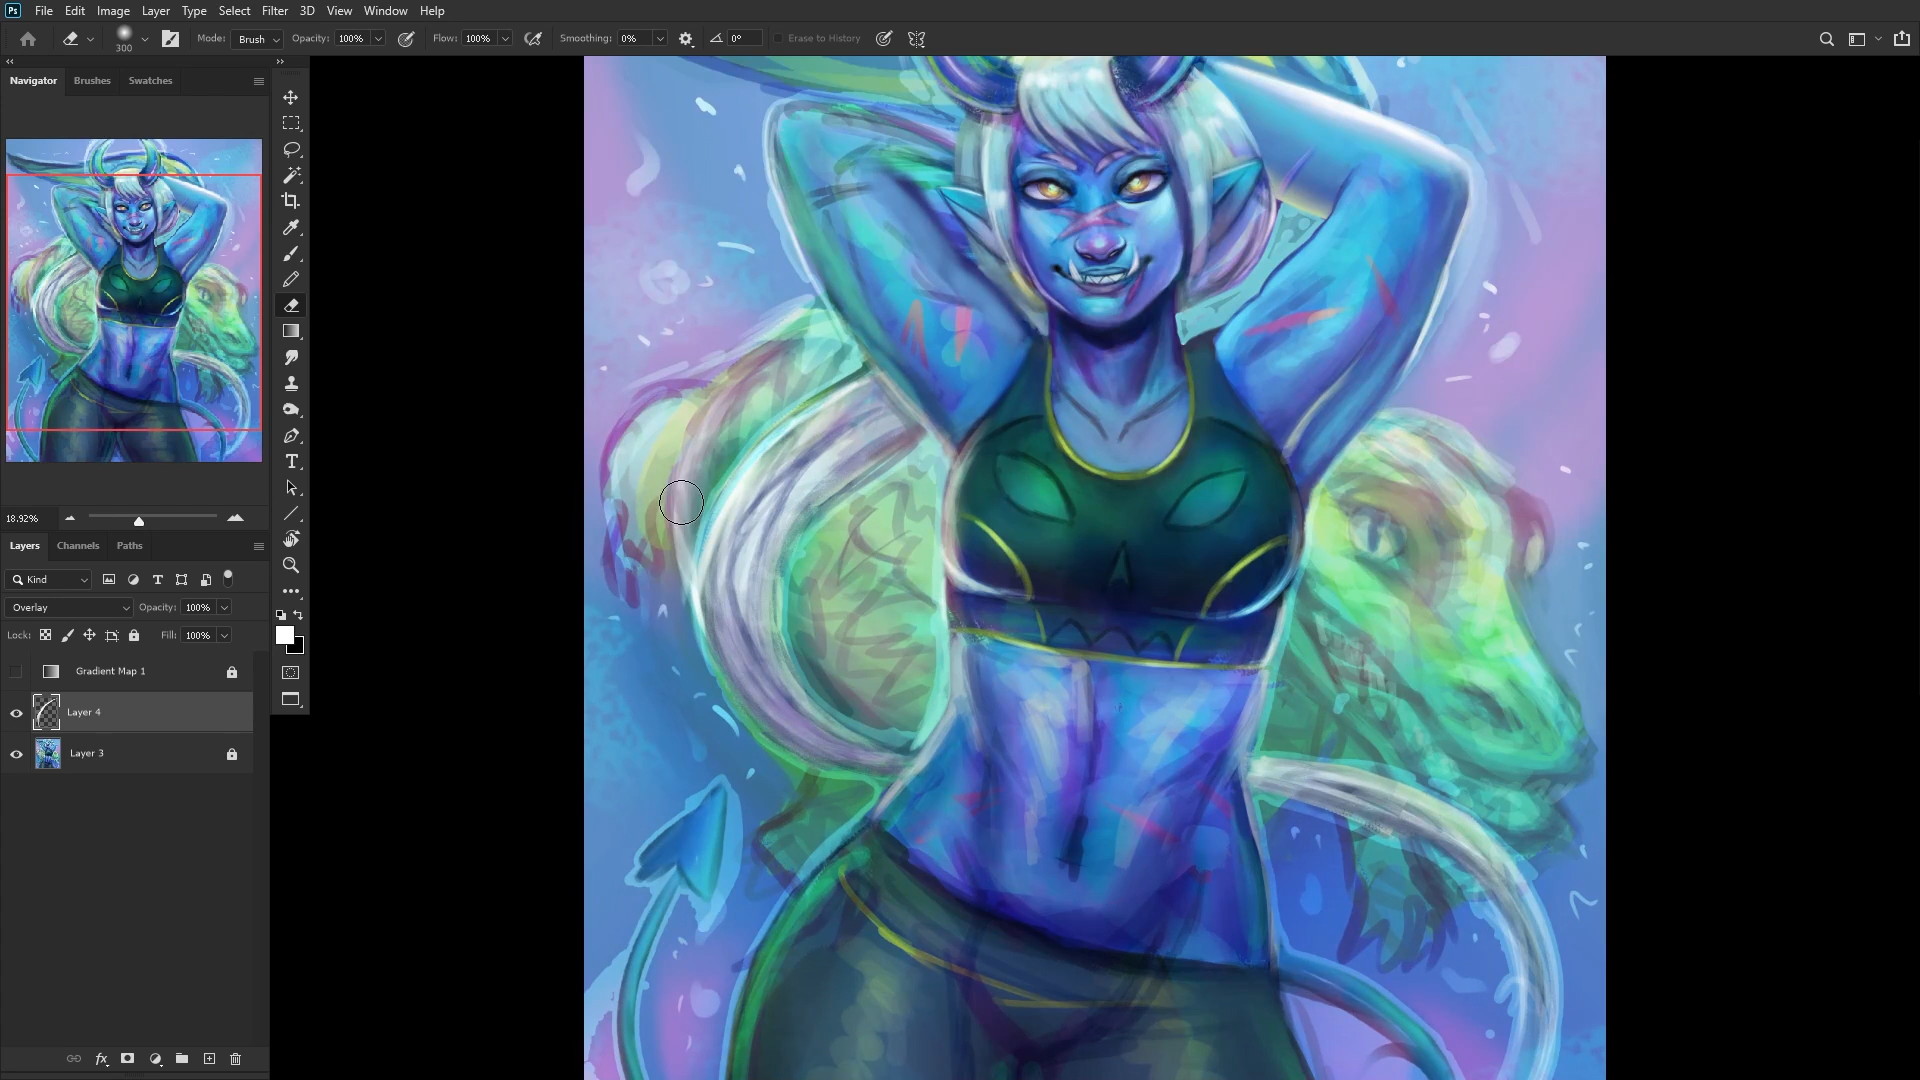 Ps File Edit Image Layer Type Select Filter 3D View Window Help
300 Mode: Brush Opacity: 100% Flow: 100% Smoothing: 0% 0° Erase to History
Navigator Brushes Swatches
18.92%
Layers Channels Paths
Kind
Overlay Opacity: 100%
Lock: Fill: 100%
Gradient Map 1
Layer 4
Layer 3